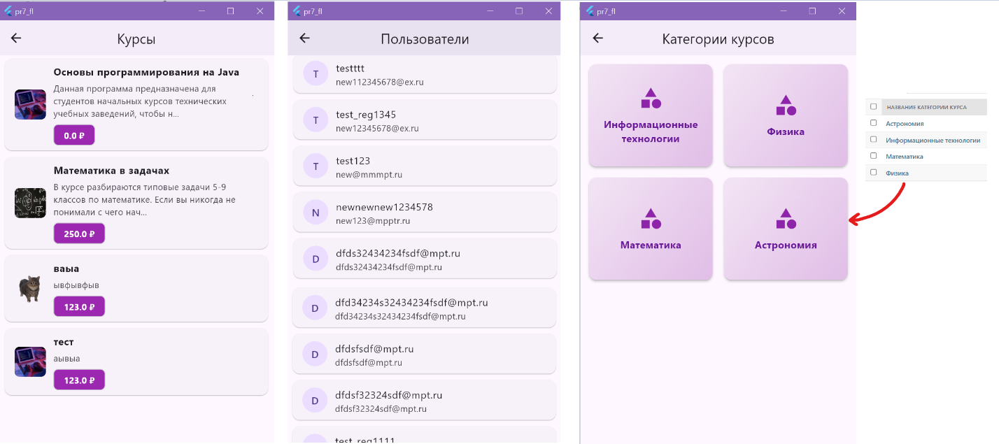 pr7_fl
Курсы
Основы программирования на Java
Данная программа предназначена для
студентов начальных курсов технических
учебных заведений, чтобы н...
0.0 ₽
Математика в задачах
В курсе разбираются типовые задачи 5-9
классов по математике. Если вы никогда не
понимали с чего нач...
250.0 ₽
ваыа
ывфывфыв
123.0 ₽
тест
аывыа
123.0 ₽
pr7_fl
Пользователи
T
testttt
new112345678@ex.ru
T
test_reg1345
new12345678@ex.ru
T
test123
new@mmmpt.ru
N
newnewnew1234578
new123@mpptr.ru
D
dfds32434234fsdf@mpt.ru
dfds32434234fsdf@mpt.ru
D
dfd34234s32434234fsdf@mpt.ru
dfd34234s32434234fsdf@mpt.ru
D
dfdsfsdf@mpt.ru
dfdsfsdf@mpt.ru
D
dfdsf32324sdf@mpt.ru
dfdsf32324sdf@mpt.ru
test_reg1111
pr7_fl
Категории курсов
Информационные
технологии
Физика
Математика
Астрономия
НАЗВАНИЕ КАТЕГОРИИ КУРСА
Астрономия
Информационные технологии
Математика
Физика